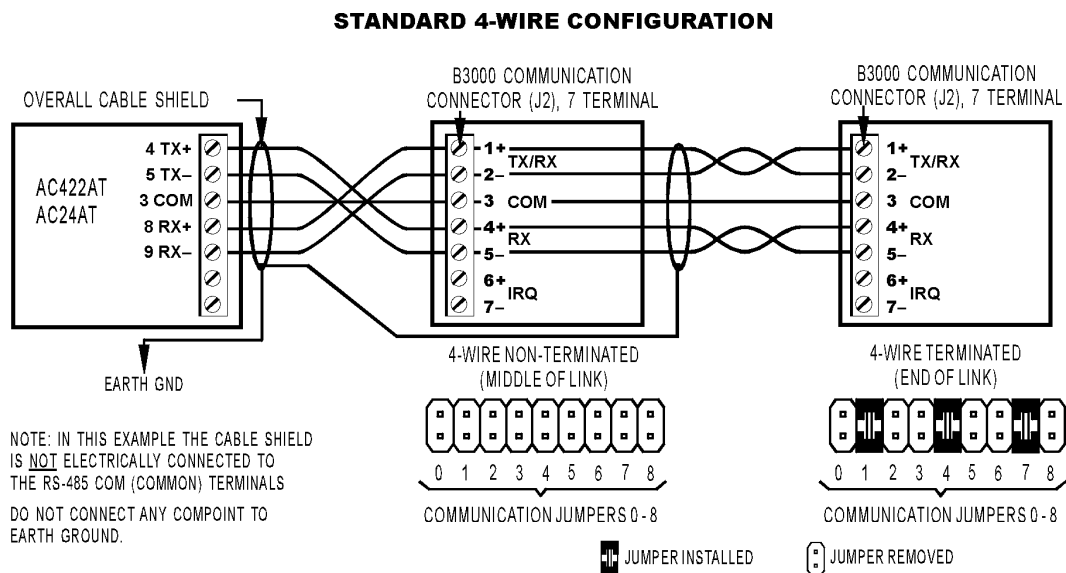 STANDARD 4-WIRE CONFIGURATION
OVERALL CABLE SHIELD
B3000 COMMUNICATION
CONNECTOR (J2), 7 TERMINAL
B3000 COMMUNICATION
CONNECTOR (J2), 7 TERMINAL
AC422AT
AC24AT
4 TX+
5 TX–
3 COM
8 RX+
9 RX–
1+
TX/RX
2–
3 COM
4+
RX
5–
6+
IRQ
7–
1+
TX/RX
2–
3 COM
4+
RX
5–
6+
IRQ
7–
EARTH GND
4-WIRE NON-TERMINATED
(MIDDLE OF LINK)
0 1 2 3 4 5 6 7 8
COMMUNICATION JUMPERS 0 - 8
4-WIRE TERMINATED
(END OF LINK)
0 1 2 3 4 5 6 7 8
COMMUNICATION JUMPERS 0 - 8
NOTE: IN THIS EXAMPLE THE CABLE SHIELD
IS NOT ELECTRICALLY CONNECTED TO
THE RS-485 COM (COMMON) TERMINALS
DO NOT CONNECT ANY COMPOINT TO
EARTH GROUND.
JUMPER INSTALLED
JUMPER REMOVED